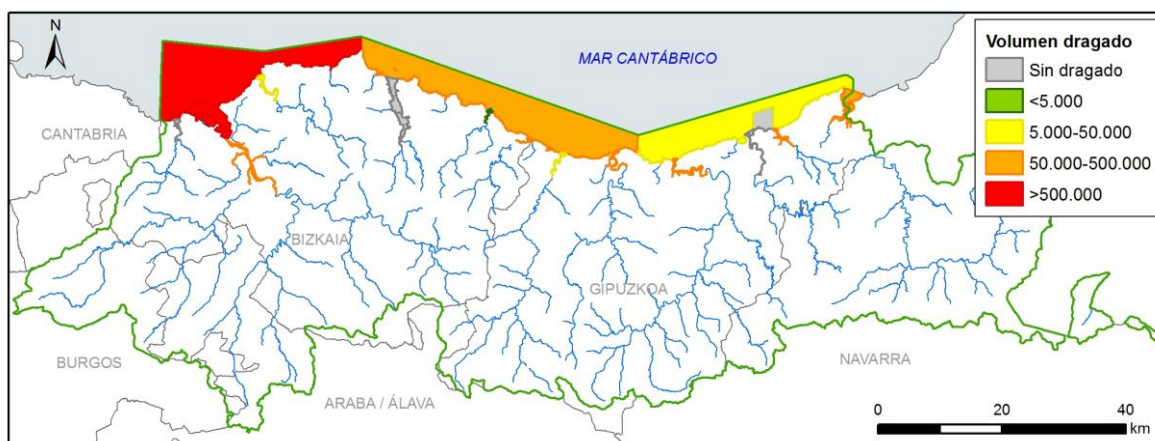 N
MAR CANTÁBRICO
Volumen dragado
Sin dragado
<5.000
5.000-50.000
50.000-500.000
>500.000
CANTABRIA
BIZKAIA
GIPUZKOA
BURGOS
ARABA / ÁLAVA
NAVARRA
0 20 40
km